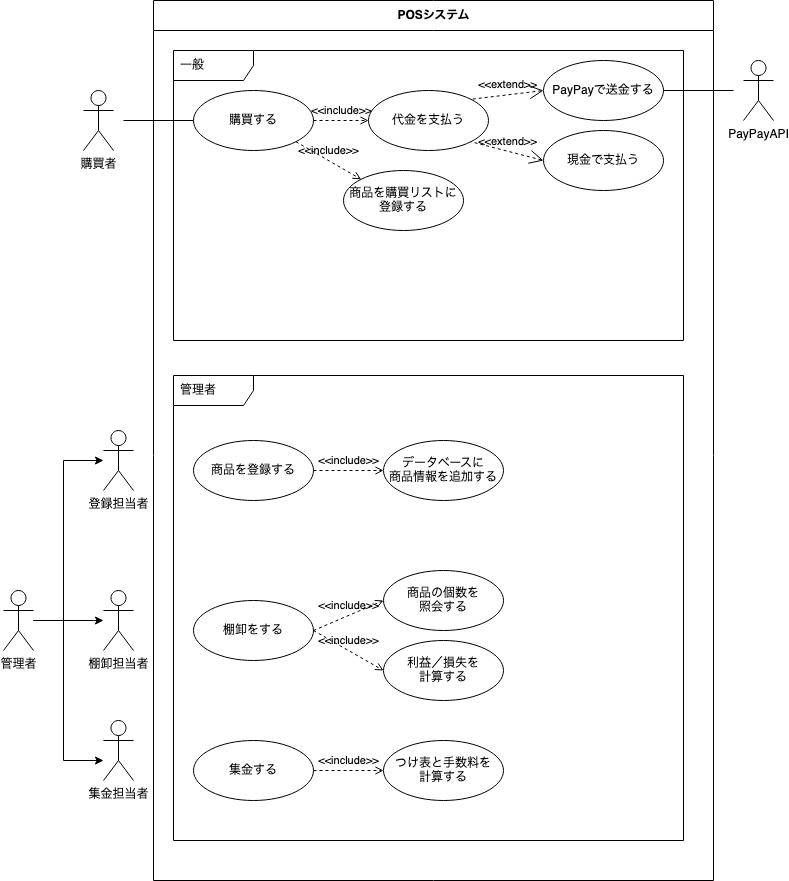 POSシステム
一般
購買する
<<include>>
代金を支払う
<<extend>>
PayPayで送金する
<<extend>>
現金で支払う
<<include>>
商品を購買リストに
登録する
購買者
PayPayAPI
管理者
商品を登録する
<<include>>
データベースに
商品情報を追加する
登録担当者
棚卸をする
<<include>>
商品の個数を
照会する
<<include>>
利益／損失を
計算する
管理者
棚卸担当者
集金する
<<include>>
つけ表と手数料を
計算する
集金担当者